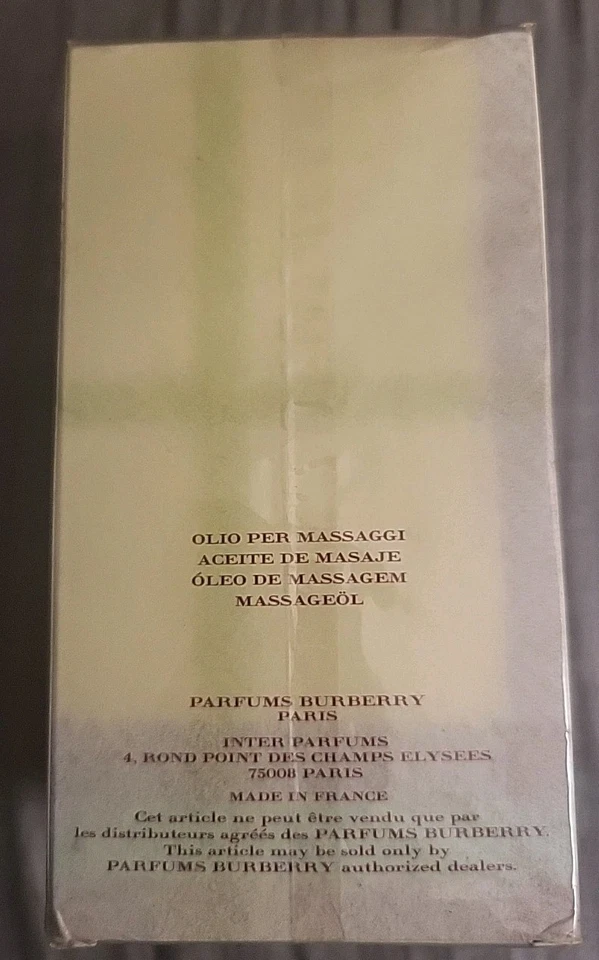 OLIO PER MASSAGGI
ACEITE DE MASAJE
ÓLEO DE MASSAGEM
MASSAGEÖL
PARFUMS BURBERRY
PARIS
INTER PARFUMS
4, ROND POINT DES CHAMPS ELYSEES
75008 PARIS
MADE IN FRANCE
Cet article ne peut être vendu que par
les distributeurs agréés des PARFUMS BURBERRY.
This article may be sold only by
PARFUMS BURBERRY authorized dealers.